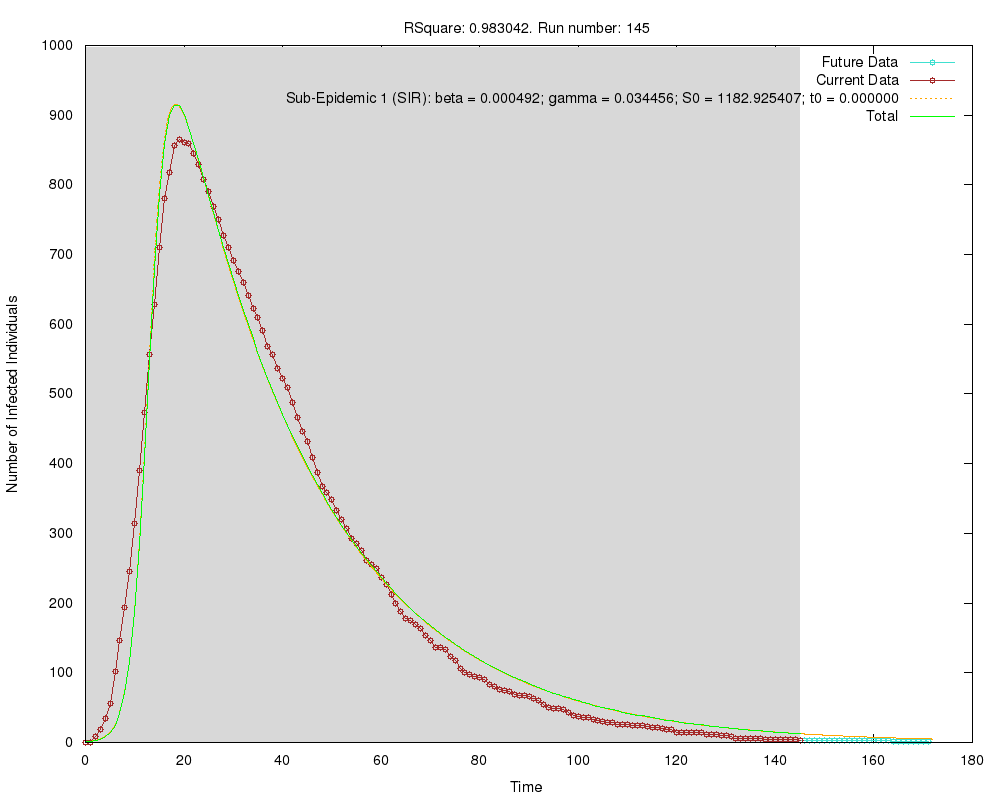 RSquare: 0.983042. Run number: 145
1000
900
800
700
600
500
400
300
200
100
0
Number of Infected Individuals
Future Data
Current Data
Sub-Epidemic 1 (SIR): beta = 0.000492; gamma = 0.034456; S0 = 1182.925407; t0 = 0.000000
Total
0 20 40 60 80 100 120 140 160 180
Time